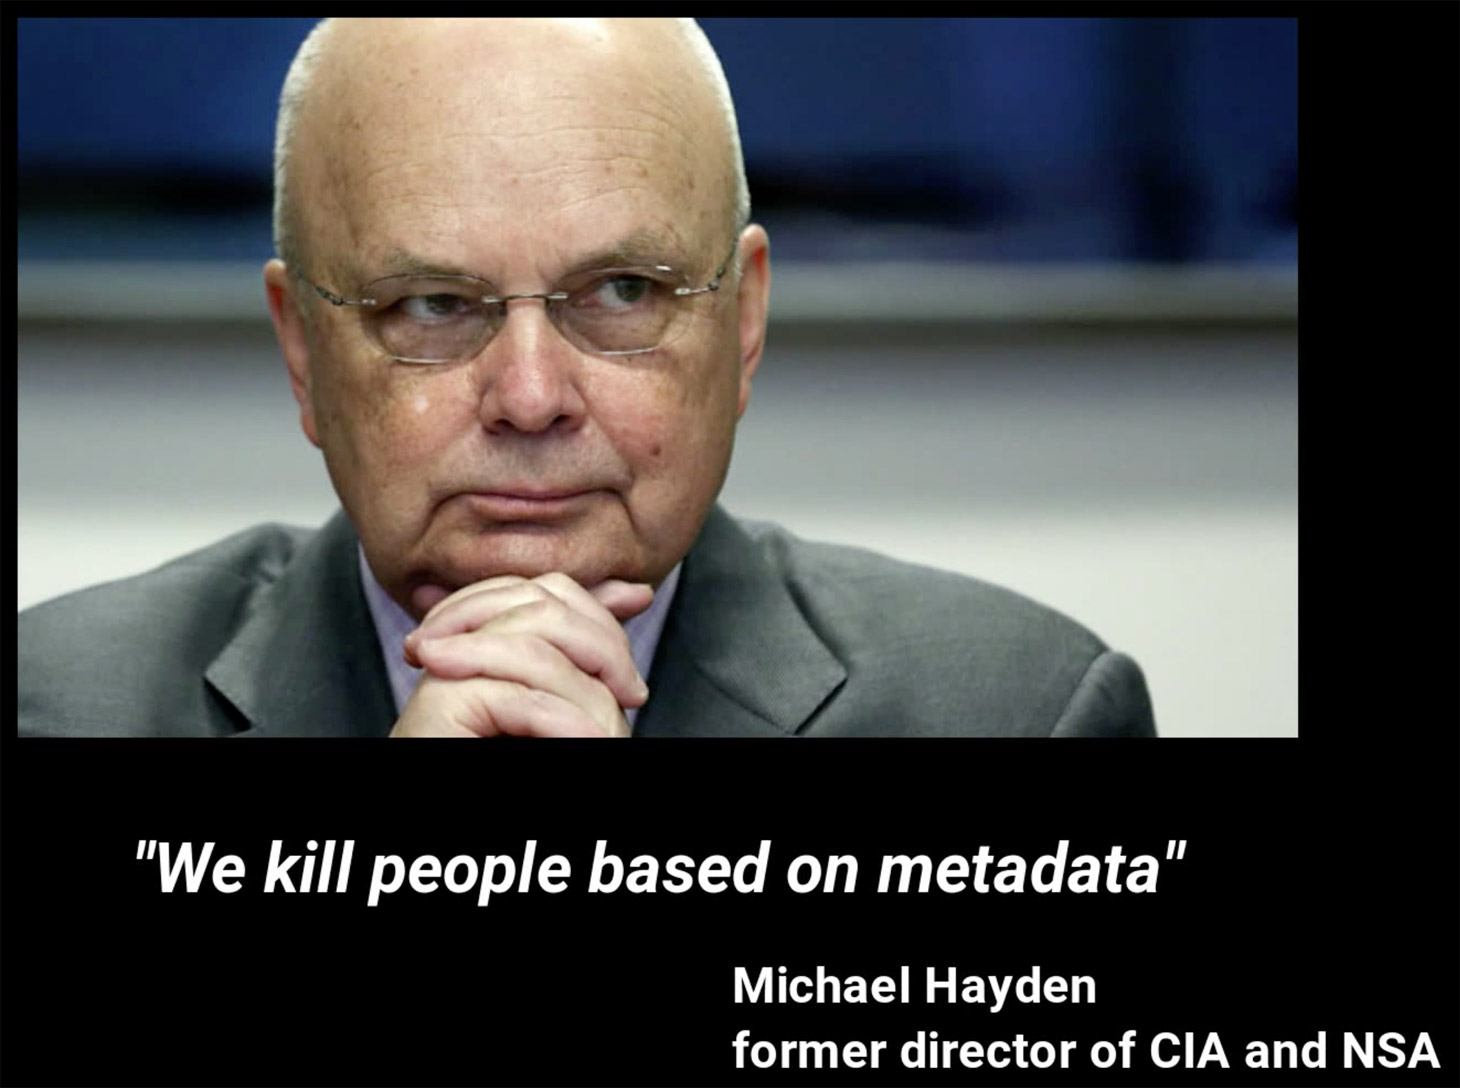 "We kill people based on metadata"
Michael Hayden
former director of CIA and NSA